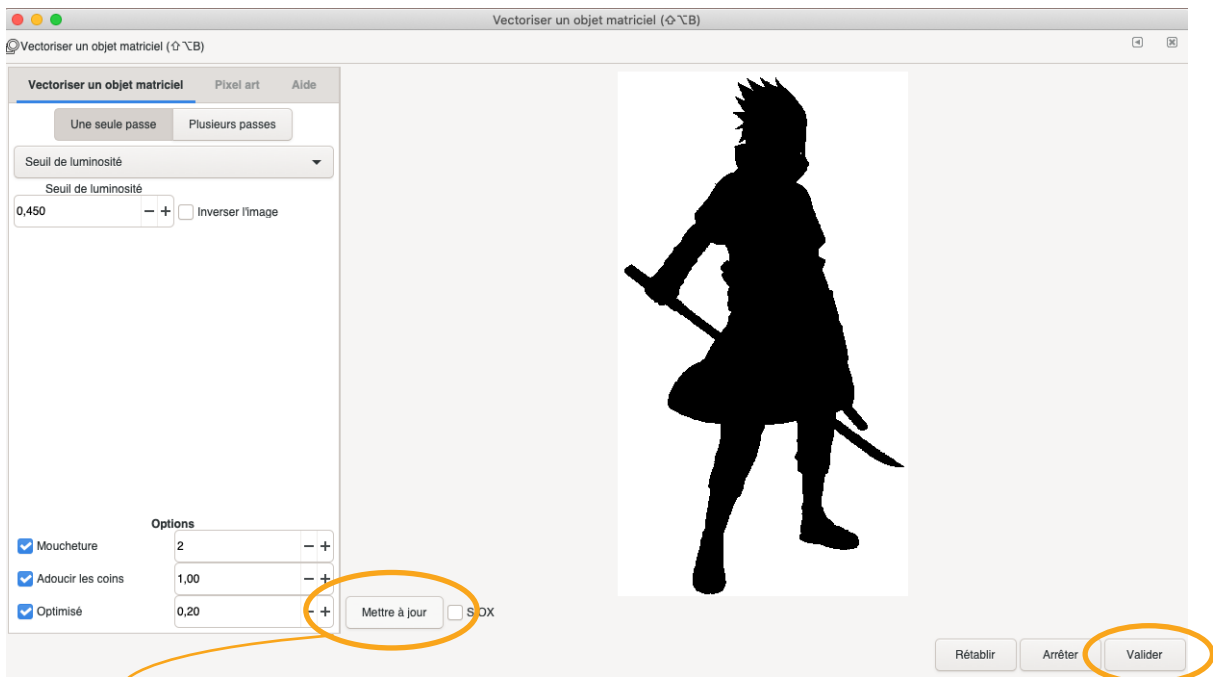 Vectoriser un objet matriciel (⇧⌥B)
Vectoriser un objet matriciel (⇧⌥B)
Vectoriser un objet matriciel Pixel art Aide
Une seule passe Plusieurs passes
Seuil de luminosité
Seuil de luminosité
0,450 − + Inverser l'image
Options
Moucheture 2 − +
Adoucir les coins 1,00 − +
Optimisé 0,20 − + Mettre à jour SIOX
Rétablir Arrêter Valider